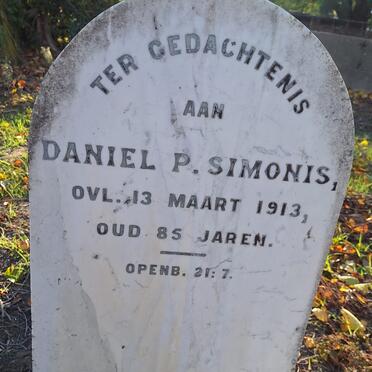 TER GEDACHTENIS
AAN
DANIEL P. SIMONIS,
OVL. 13 MAART 1913,
OUD 85 JAREN.
OPENB. 21: 7.